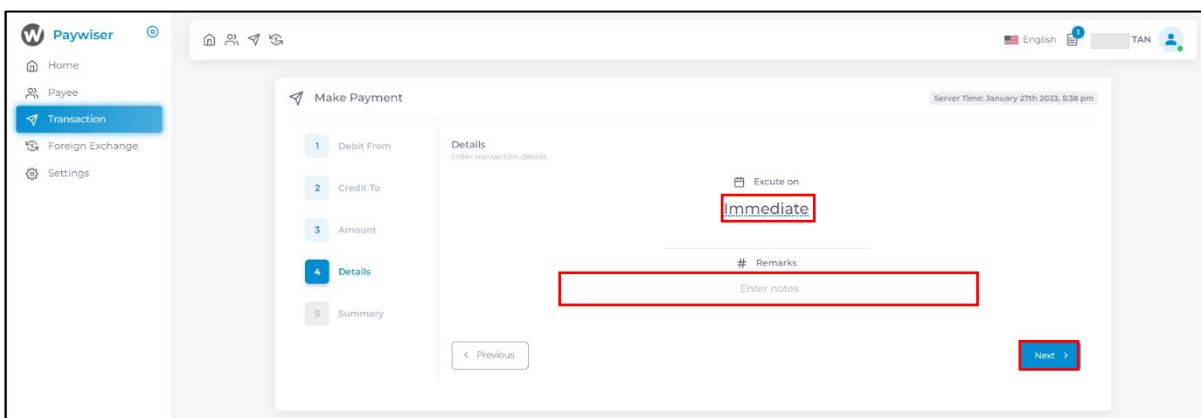 Paywiser
Home
Payee
Transaction
Foreign Exchange
Settings
English
1
TAN
Make Payment
Server Time: January 27th 2023, 5:38 pm
1 Debit From
2 Credit To
3 Amount
4 Details
5 Summary
Details
Enter transaction details
Excute on
Immediate
# Remarks
Enter notes
< Previous
Next >